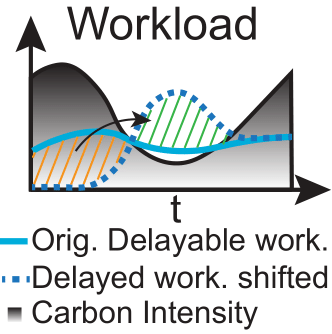 Workload
t
Orig. Delayable work.
Delayed work. shifted
Carbon Intensity